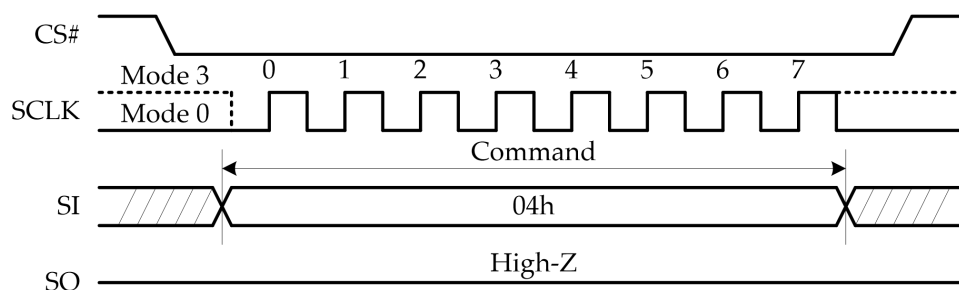 CS#
0 1 2 3 4 5 6 7
Mode 3
SCLK
Mode 0
Command
SI
04h
High-Z
SO